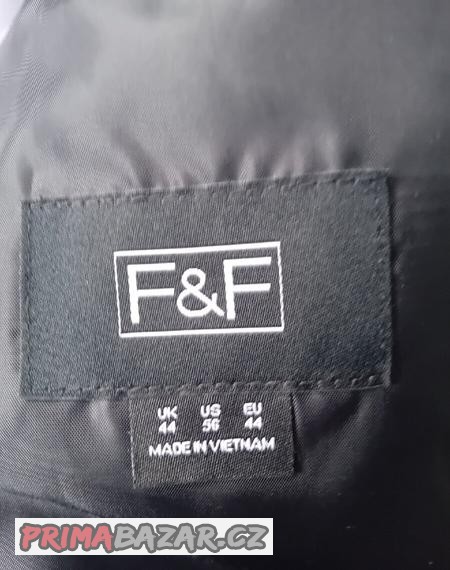 F&F
UK US EU
44 56 44
MADE IN VIETNAM
PRIMABAZAR.CZ